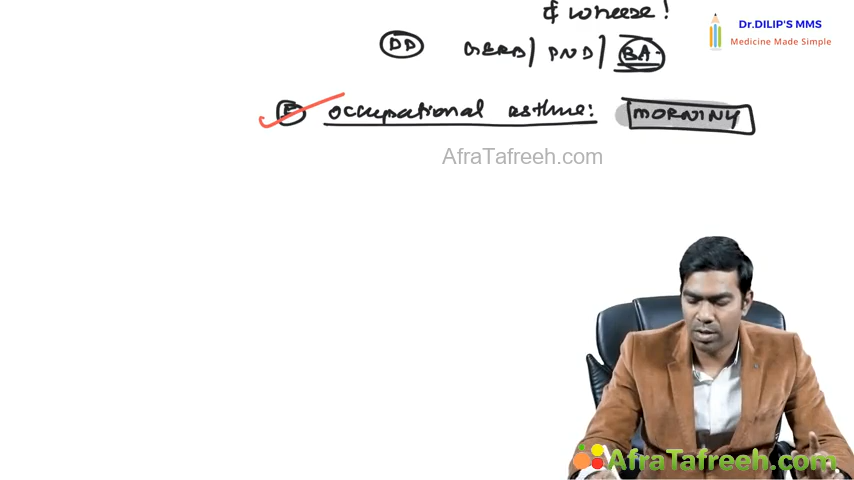 & wheeze!
Dr.DILIP'S MMS
Medicine Made Simple
DD GERD/ PND/ BA
E occupational asthma: MORNING
AfraTafreeh.com
AfraTafreeh.com